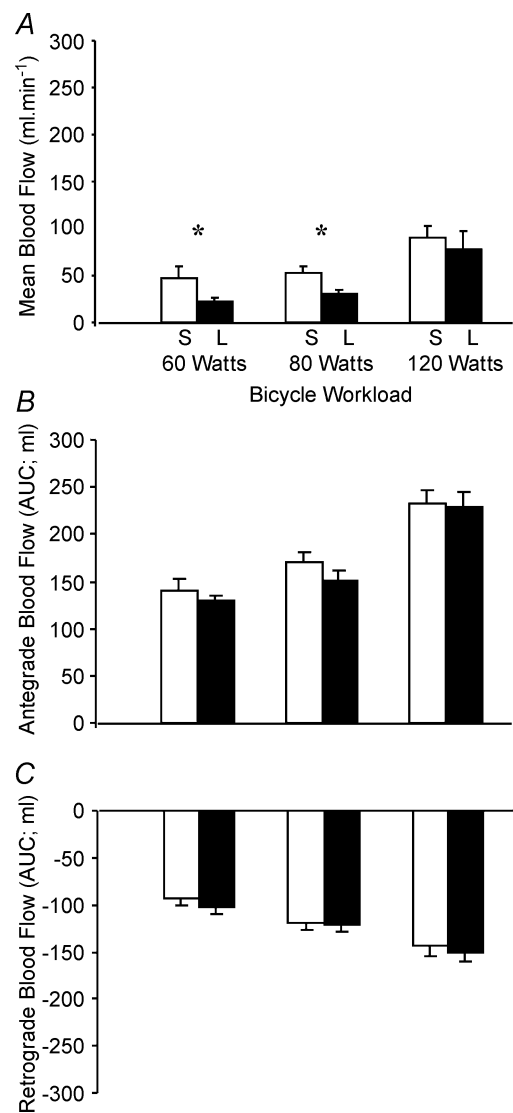 A
Mean Blood Flow (ml.min-1)
300
250
200
150
100
50
0
*
*
S L
S L
S L
60 Watts
80 Watts
120 Watts
Bicycle Workload
B
Antegrade Blood Flow (AUC; ml)
300
250
200
150
100
50
0
C
Retrograde Blood Flow (AUC; ml)
0
-50
-100
-150
-200
-250
-300